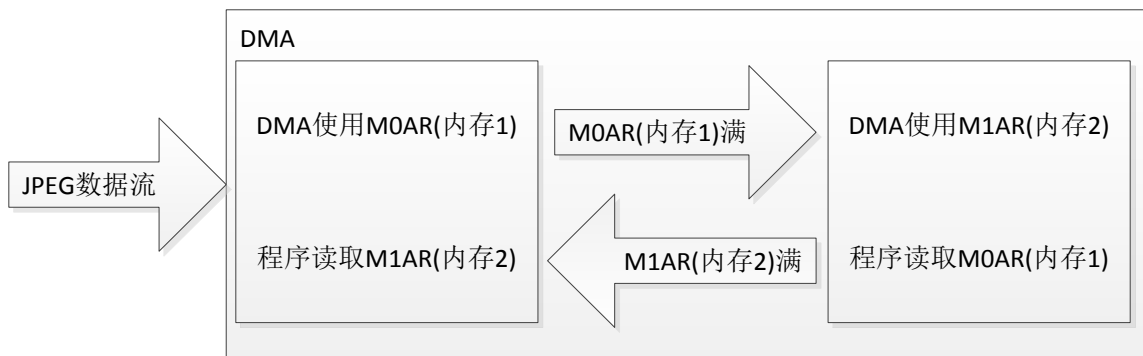 DMA
JPEG数据流
DMA使用M0AR(内存1)
程序读取M1AR(内存2)
M0AR(内存1)满
M1AR(内存2)满
DMA使用M1AR(内存2)
程序读取M0AR(内存1)